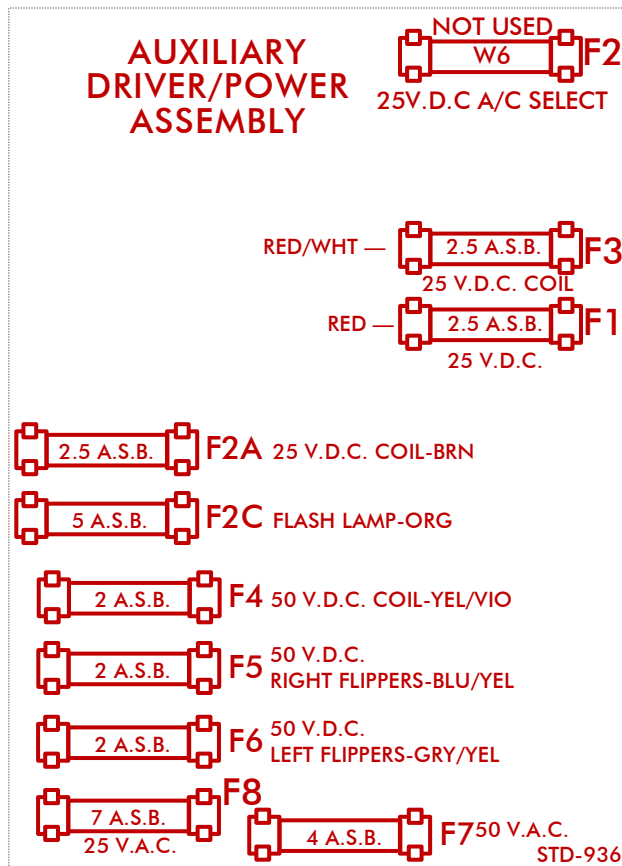 AUXILIARY
DRIVER/POWER
ASSEMBLY
NOT USED
W6 F2
25V.D.C A/C SELECT
RED/WHT — 2.5 A.S.B. F3
25 V.D.C. COIL
RED — 2.5 A.S.B. F1
25 V.D.C.
2.5 A.S.B. F2A 25 V.D.C. COIL-BRN
5 A.S.B. F2C FLASH LAMP-ORG
2 A.S.B. F4 50 V.D.C. COIL-YEL/VIO
2 A.S.B. F5 50 V.D.C.
RIGHT FLIPPERS-BLU/YEL
2 A.S.B. F6 50 V.D.C.
LEFT FLIPPERS-GRY/YEL
7 A.S.B. F8
25 V.A.C.
4 A.S.B. F7 50 V.A.C.
STD-936